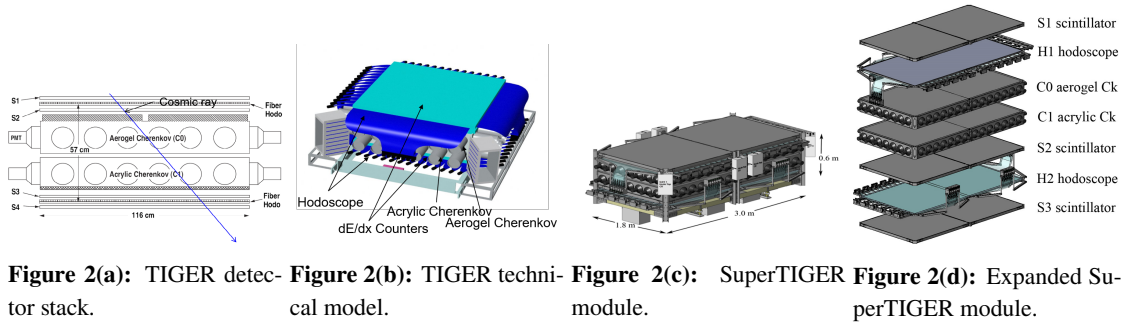 S1
S2
PMT
Cosmic ray
Fiber
Hodo
Aerogel Cherenkov (C0)
57 cm
Acrylic Cherenkov (C1)
S3
S4
Fiber
Hodo
116 cm
Hodoscope
Acrylic Cherenkov
dE/dx Counters
Aerogel Cherenkov
0.6 m
3.0 m
1.8 m
S1 scintillator
H1 hodoscope
C0 aerogel Ck
C1 acrylic Ck
S2 scintillator
H2 hodoscope
S3 scintillator
Figure 2(a): TIGER detec-
tor stack.
Figure 2(b): TIGER techni-
cal model.
Figure 2(c): SuperTIGER
module.
Figure 2(d): Expanded Su-
perTIGER module.